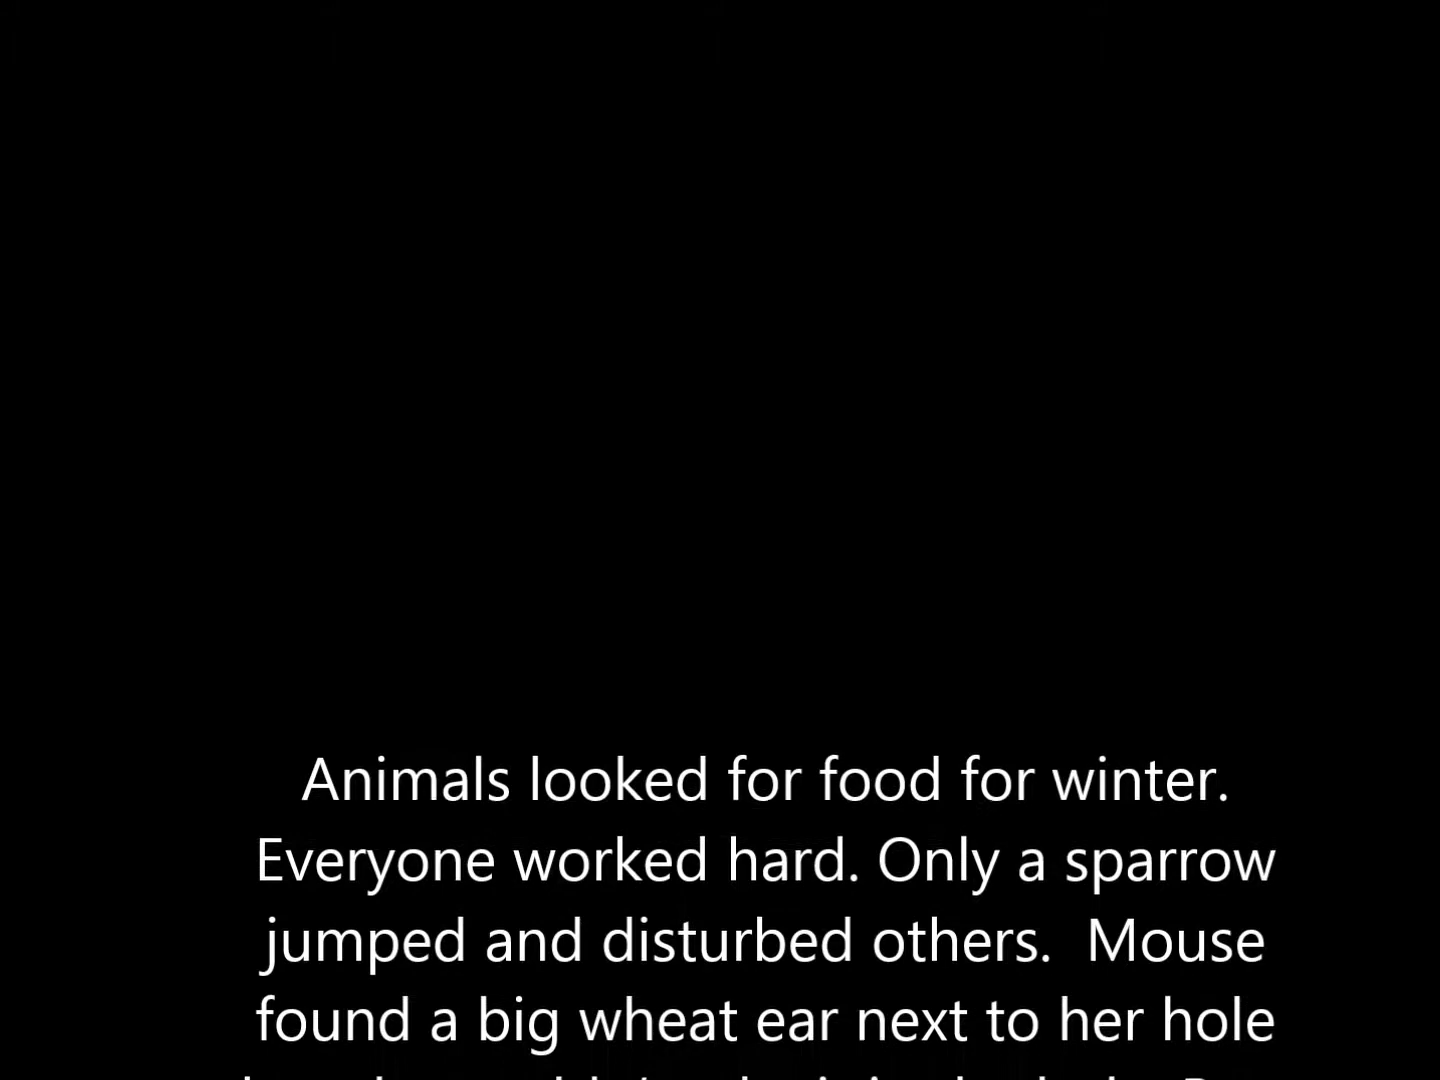 Animals looked for food for winter.
Everyone worked hard. Only a sparrow
jumped and disturbed others.  Mouse
found a big wheat ear next to her hole